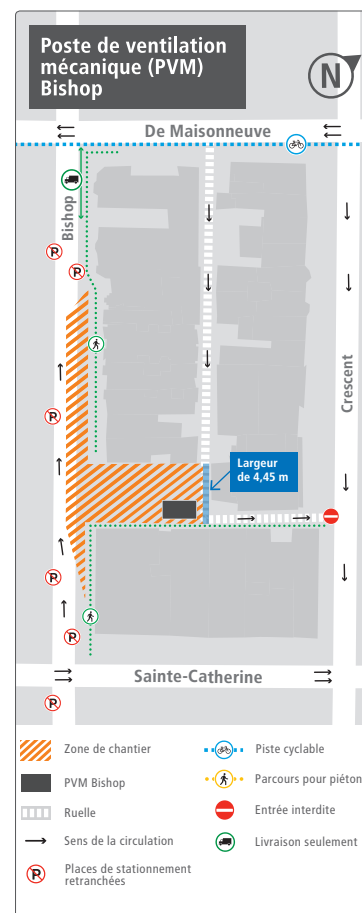 Poste de ventilation
mécanique (PVM)
Bishop
N
De Maisonneuve
Bishop
P
P
Crescent
P
Largeur
de 4,45 m
P
P
Sainte-Catherine
P
Zone de chantier
Piste cyclable
PVM Bishop
Parcours pour piéton
Ruelle
Entrée interdite
Sens de la circulation
Livraison seulement
P
Places de stationnement
retranchées